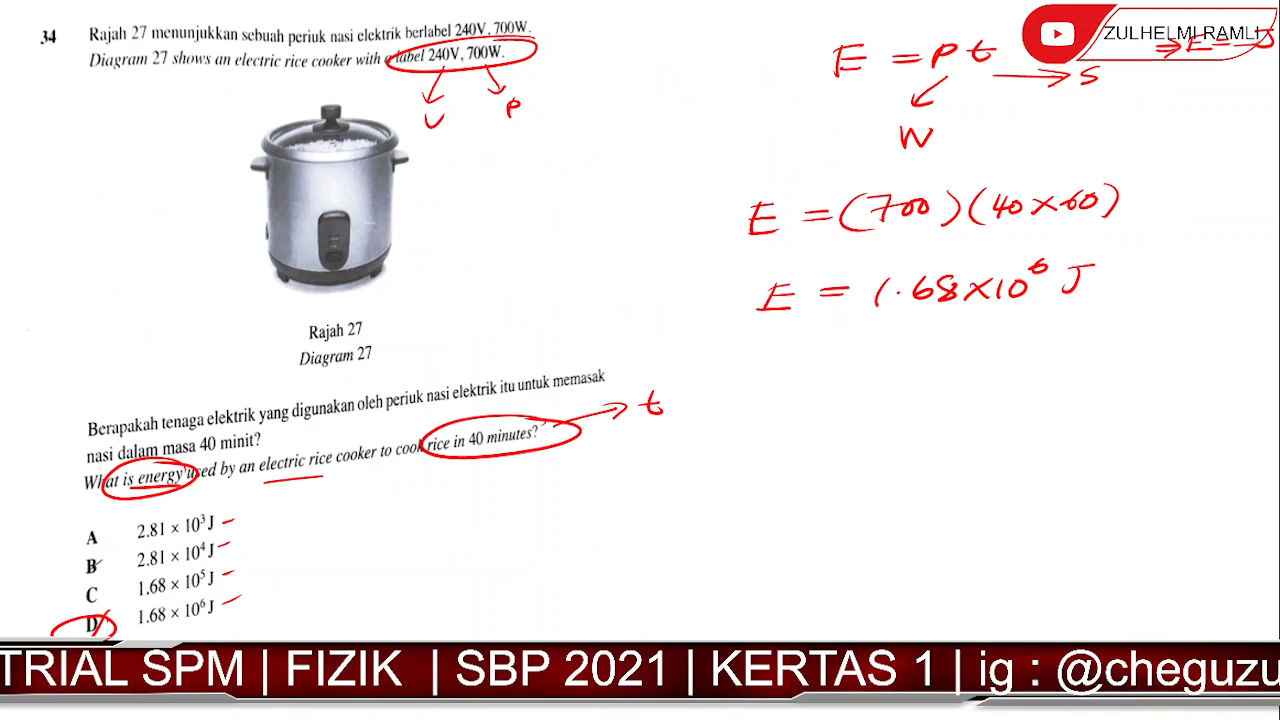 34 Rajah 27 menunjukkan sebuah periuk nasi elektrik berlabel 240V, 700W.
Diagram 27 shows an electric rice cooker with a label 240V, 700W.
V P
Rajah 27
Diagram 27
Berapakah tenaga elektrik yang digunakan oleh periuk nasi elektrik itu untuk memasak
nasi dalam masa 40 minit?
What is energy used by an electric rice cooker to cook rice in 40 minutes?
t
A 2.81 × 10³ J
B 2.81 × 10⁴ J
C 1.68 × 10⁵ J
D 1.68 × 10⁶ J
ZULHELMI RAMLI
E = Pt → S
⇒ E =
W
E = (700)(40×60)
E = 1.68×10⁶ J
TRIAL SPM | FIZIK | SBP 2021 | KERTAS 1 | ig : @cheguzu